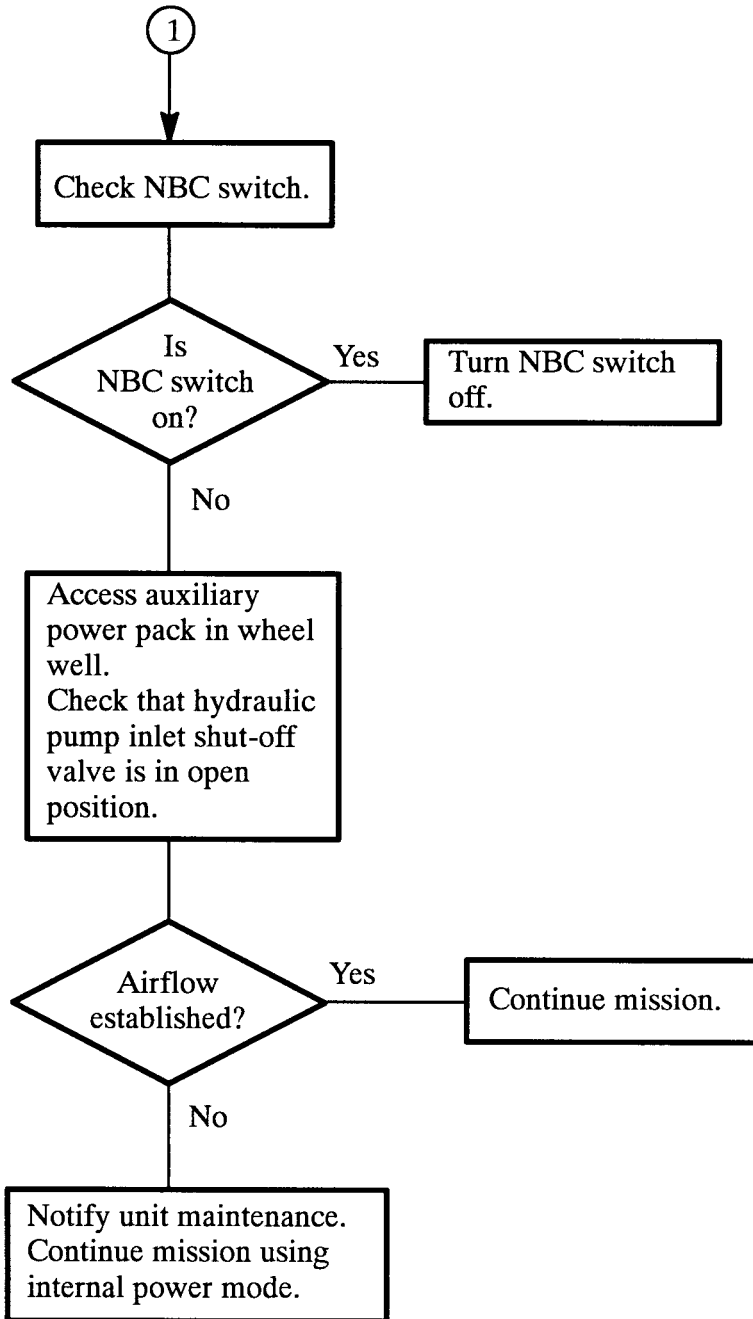 1
Check NBC switch.
Is
NBC switch
on?
Yes
Turn NBC switch
off.
No
Access auxiliary
power pack in wheel
well.
Check that hydraulic
pump inlet shut-off
valve is in open
position.
Airflow
established?
Yes
Continue mission.
No
Notify unit maintenance.
Continue mission using
internal power mode.